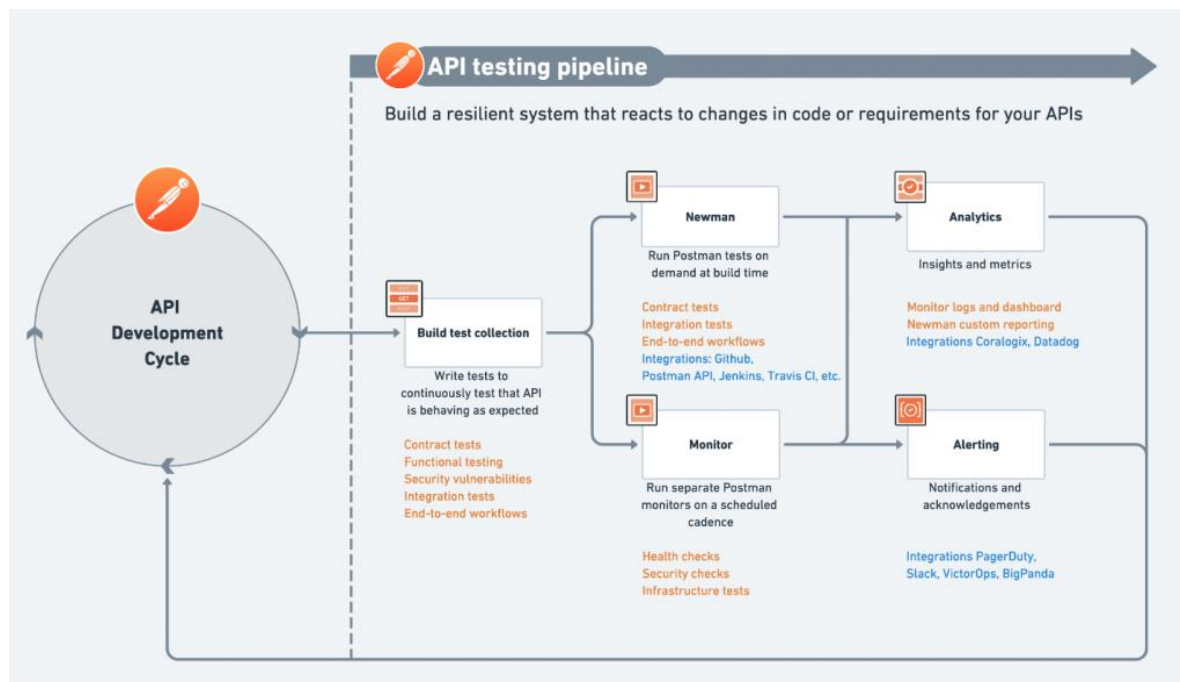 API testing pipeline
Build a resilient system that reacts to changes in code or requirements for your APIs
API
Development
Cycle
GET
Build test collection
Write tests to
continuously test that API
is behaving as expected
Contract tests
Functional testing
Security vulnerabilities
Integration tests
End-to-end workflows
Newman
Run Postman tests on
demand at build time
Contract tests
Integration tests
End-to-end workflows
Integrations: Github,
Postman API, Jenkins, Travis CI, etc.
Monitor
Run separate Postman
monitors on a scheduled
cadence
Health checks
Security checks
Infrastructure tests
Analytics
Insights and metrics
Monitor logs and dashboard
Newman custom reporting
Integrations Coralogix, Datadog
Alerting
Notifications and
acknowledgements
Integrations PagerDuty,
Slack, VictorOps, BigPanda